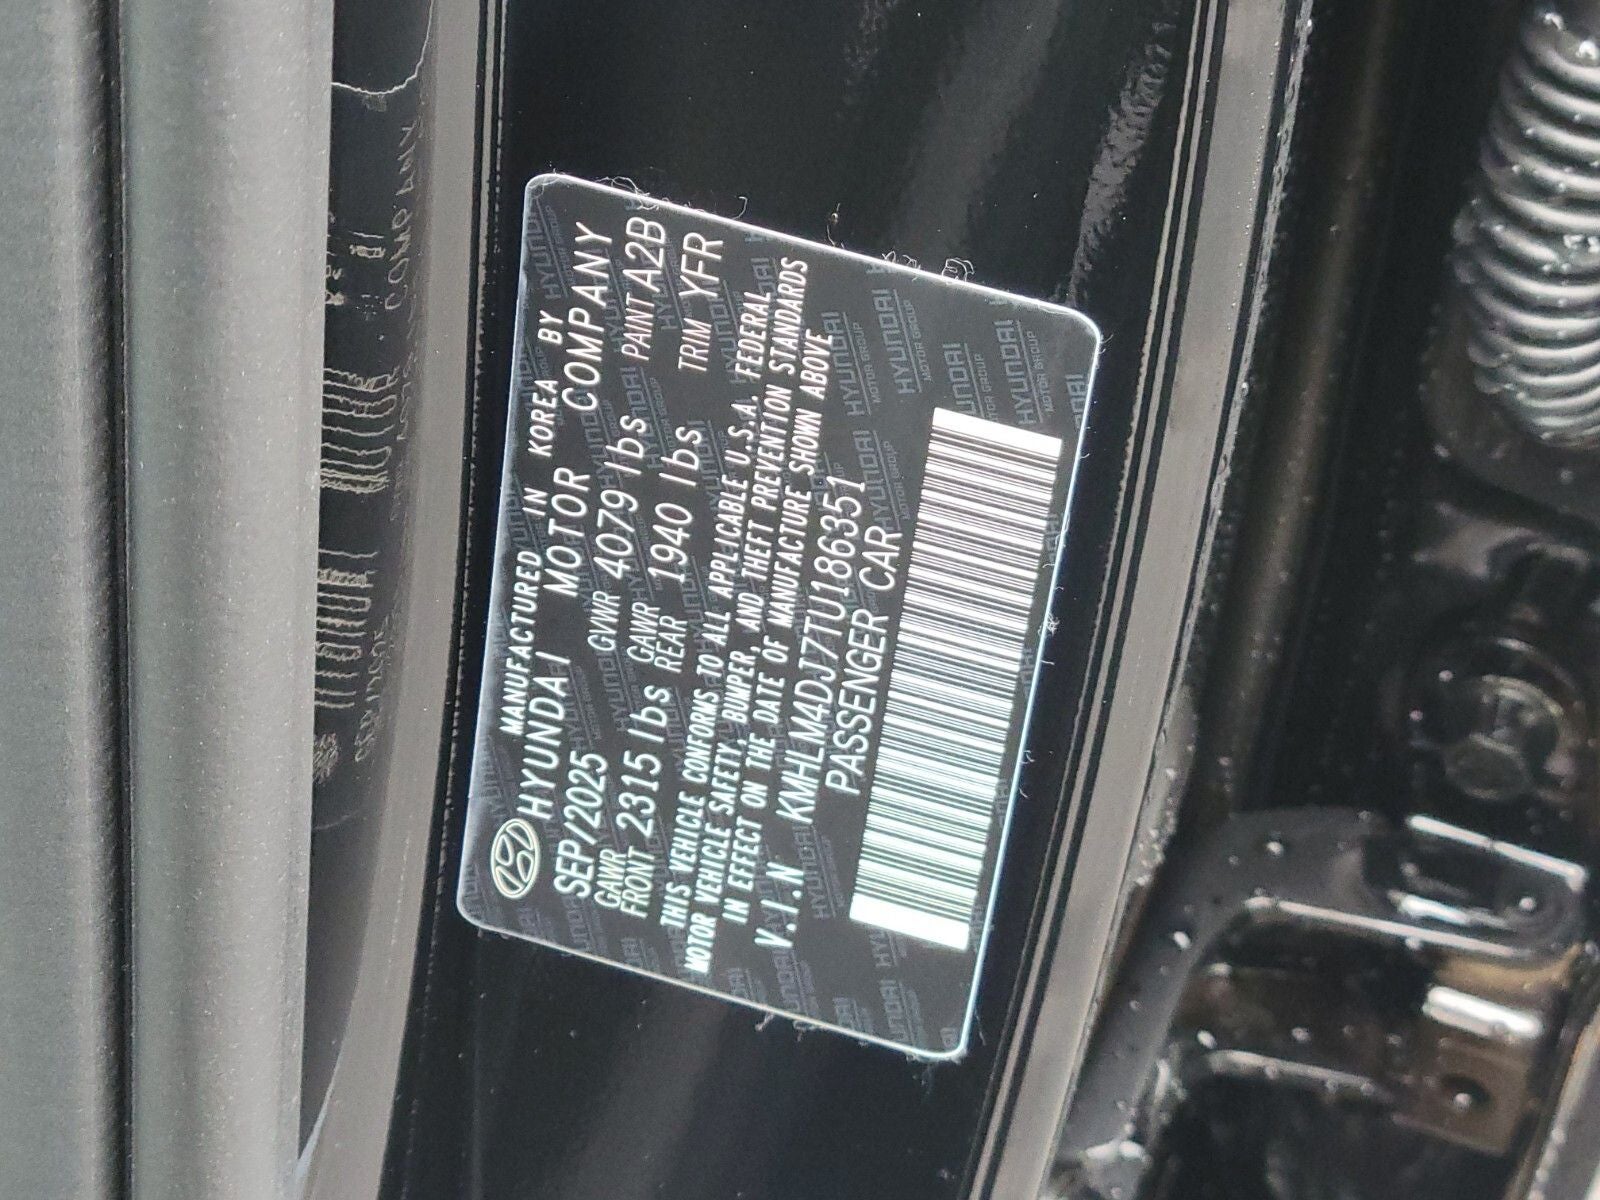 MANUFACTURED IN KOREA BY
HYUNDAI MOTOR COMPANY
SEP/2025 GVWR 4079 lbs PAINT A2B
GAWR FRONT 2315 lbs GAWR REAR 1940 lbs TRIM YFR
THIS VEHICLE CONFORMS TO ALL APPLICABLE U.S.A. FEDERAL
MOTOR VEHICLE SAFETY, BUMPER, AND THEFT PREVENTION STANDARDS
IN EFFECT ON THE DATE OF MANUFACTURE SHOWN ABOVE
V.I.N KMHLM4DJ7TU186351
PASSENGER CAR
HYUNDAI
MOTOR GROUP